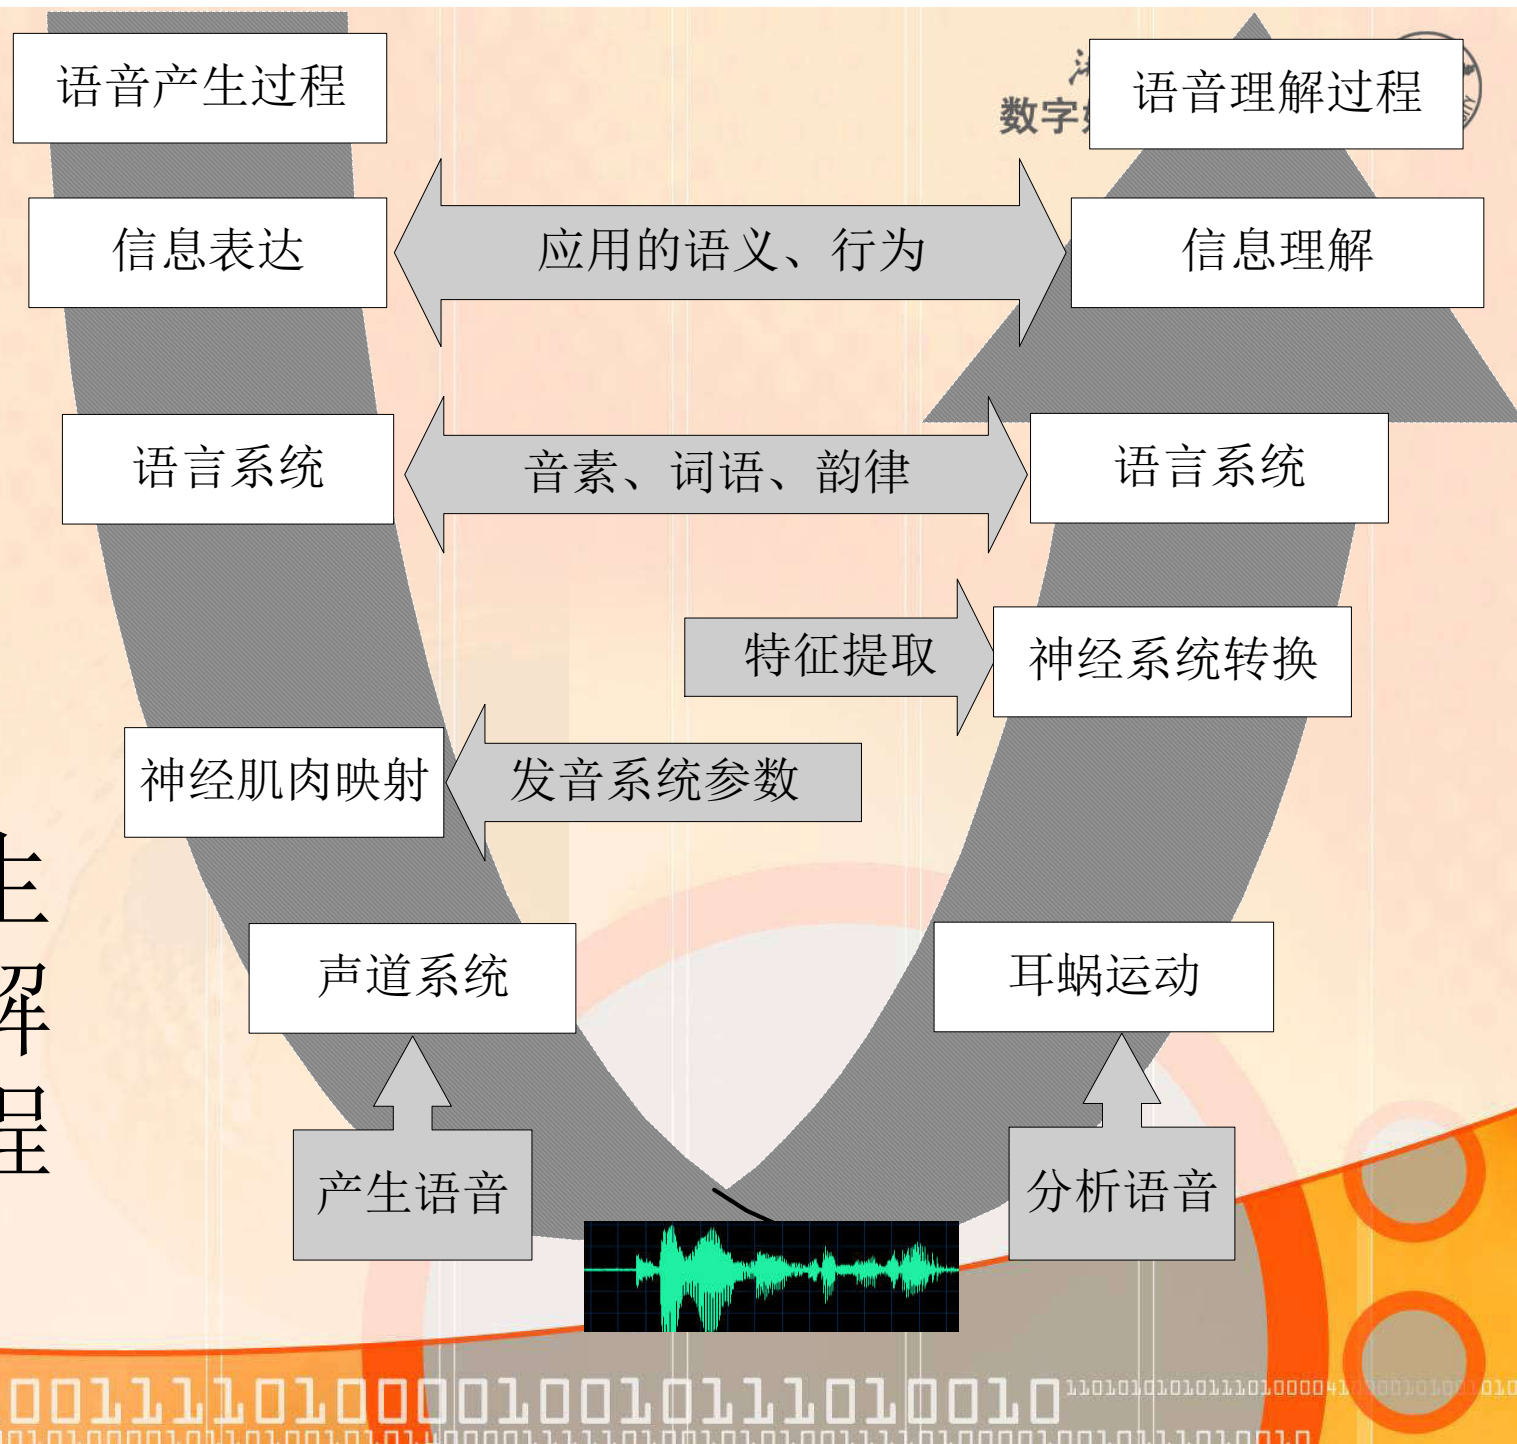 语音产生过程
语音理解过程
数字
信息表达
应用的语义、行为
信息理解
语言系统
音素、词语、韵律
语言系统
特征提取
神经系统转换
神经肌肉映射
发音系统参数
生
解
程
声道系统
耳蜗运动
产生语音
分析语音